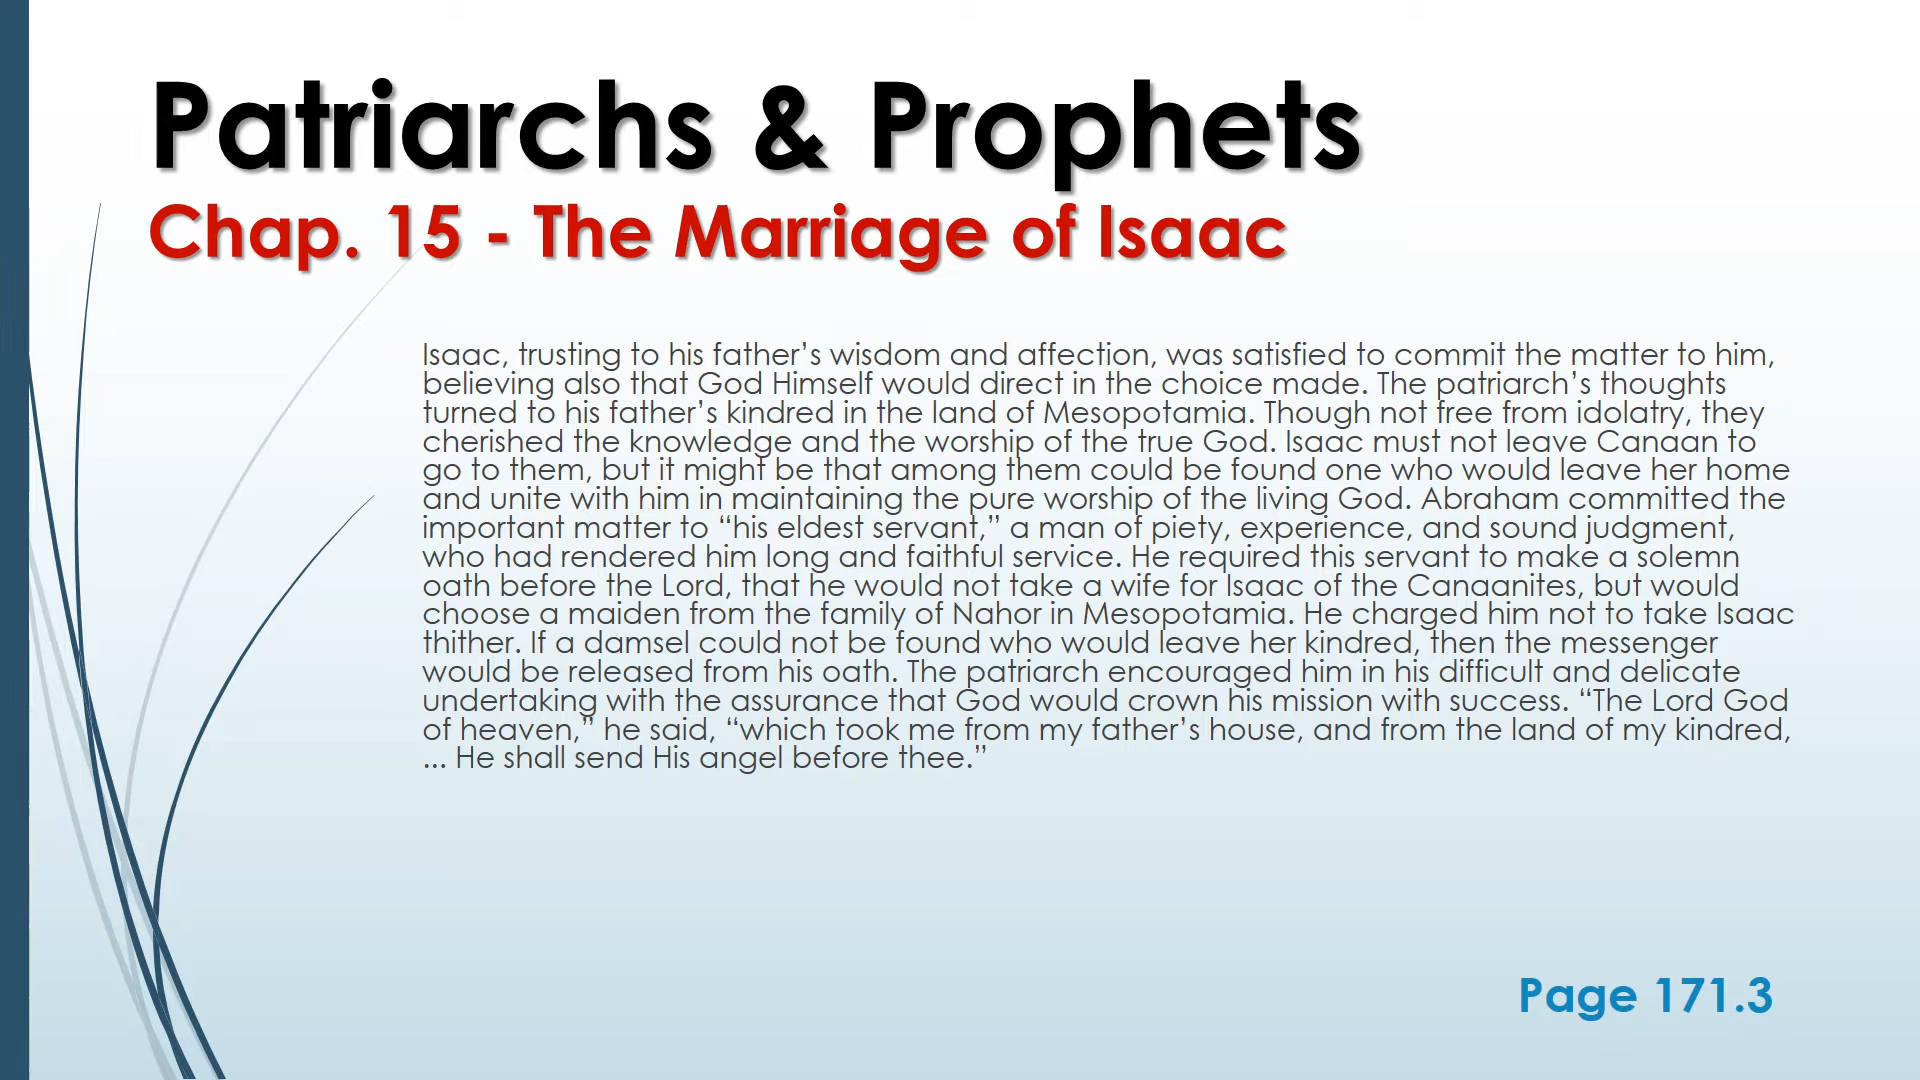 Patriarchs & Prophets
Chap. 15 - The Marriage of Isaac
Isaac, trusting to his father’s wisdom and affection, was satisfied to commit the matter to him,
believing also that God Himself would direct in the choice made. The patriarch’s thoughts
turned to his father’s kindred in the land of Mesopotamia. Though not free from idolatry, they
cherished the knowledge and the worship of the true God. Isaac must not leave Canaan to
go to them, but it might be that among them could be found one who would leave her home
and unite with him in maintaining the pure worship of the living God. Abraham committed the
important matter to “his eldest servant,” a man of piety, experience, and sound judgment,
who had rendered him long and faithful service. He required this servant to make a solemn
oath before the Lord, that he would not take a wife for Isaac of the Canaanites, but would
choose a maiden from the family of Nahor in Mesopotamia. He charged him not to take Isaac
thither. If a damsel could not be found who would leave her kindred, then the messenger
would be released from his oath. The patriarch encouraged him in his difficult and delicate
undertaking with the assurance that God would crown his mission with success. “The Lord God
of heaven,” he said, “which took me from my father’s house, and from the land of my kindred,
... He shall send His angel before thee.”
Page 171.3